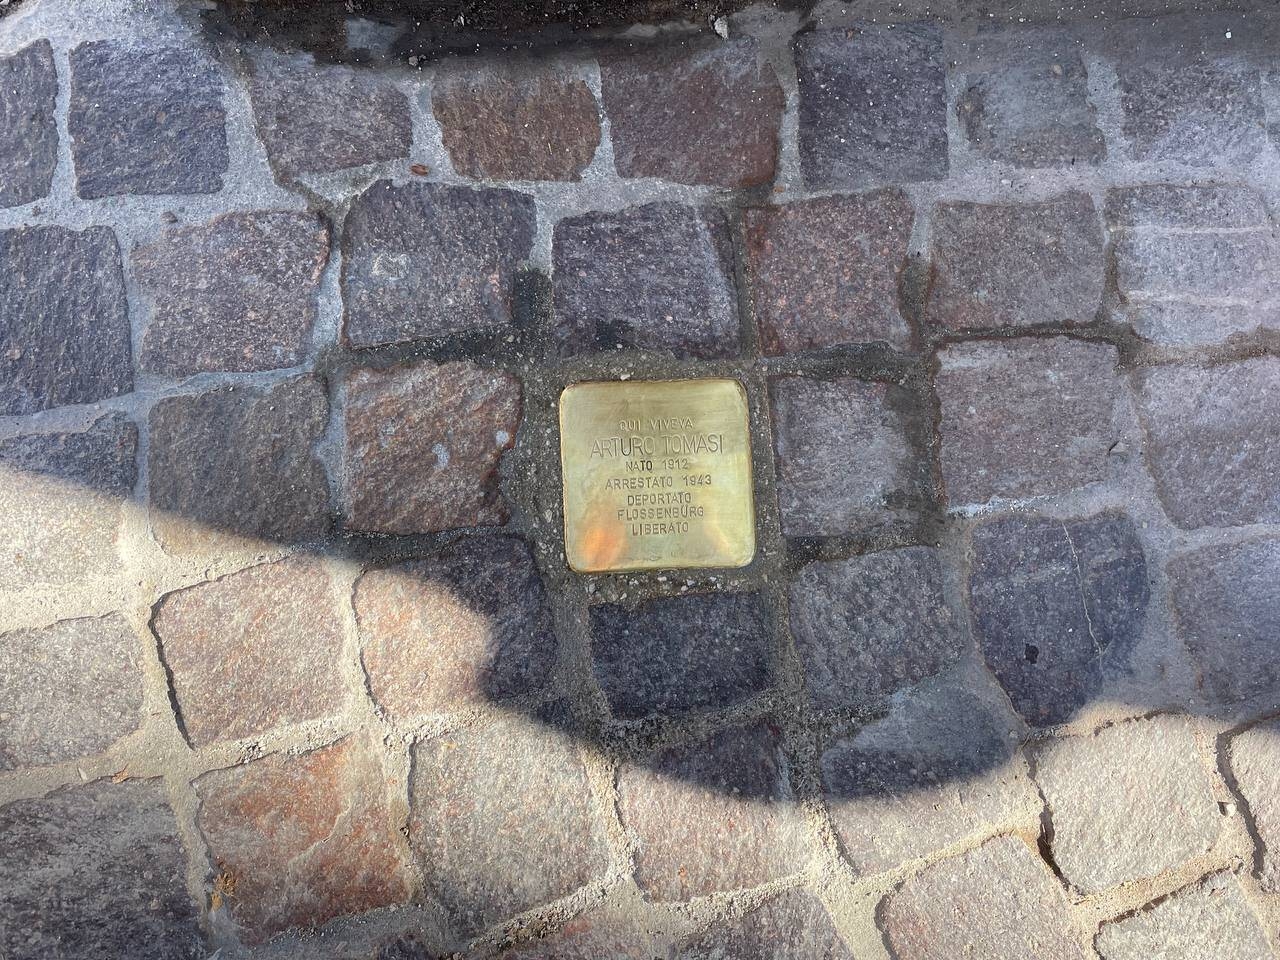 QUI VIVEVA
ARTURO TOMASI
NATO 1912
ARRESTATO 1943
DEPORTATO
FLOSSENBÜRG
LIBERATO